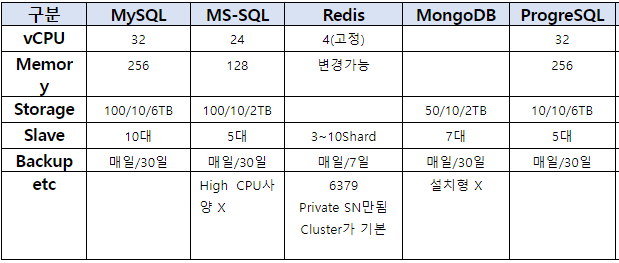 구분 MySQL MS-SQL Redis MongoDB ProgreSQL
vCPU 32 24 4(고정) 32
Memor
y 256 128 변경가능 256
Storage 100/10/6TB 100/10/2TB 50/10/2TB 10/10/6TB
Slave 10대 5대 3~10Shard 7대 5대
Backup 매일/30일 매일/30일 매일/7일 매일/30일 매일/30일
etc High CPU사 6379 설치형 X
양 X Private SN만됨
Cluster가 기본